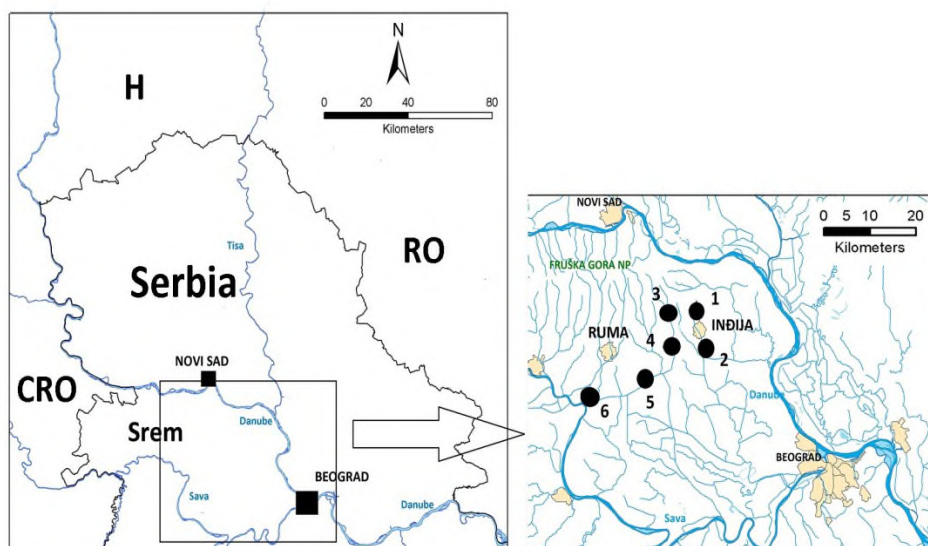 H
N
0 20 40 80
Kilometers
Tisa
RO
Serbia
NOVI SAD
CRO
Srem
Danube
BEOGRAD
Sava
Danube
NOVI SAD
0 5 10 20
Kilometers
FRUŠKA GORA NP
3
1
INĐIJA
RUMA
4
2
5
6
Danube
BEOGRAD
Sava